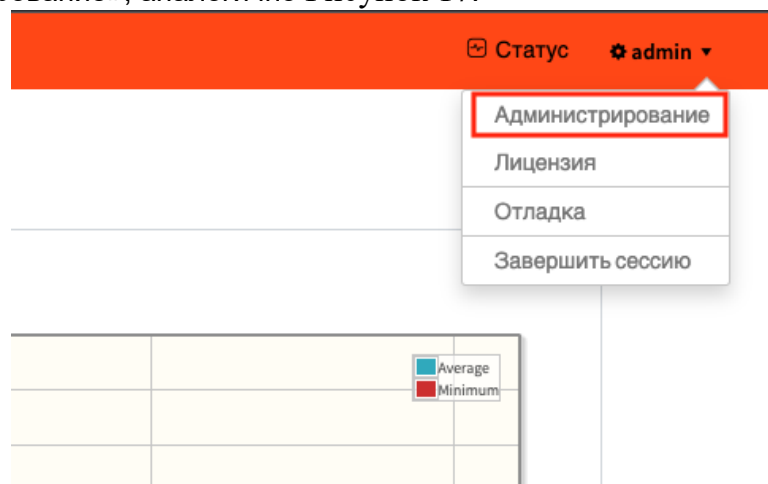 Статус admin
Администрирование
Лицензия
Отладка
Завершить сессию
Average
Minimum